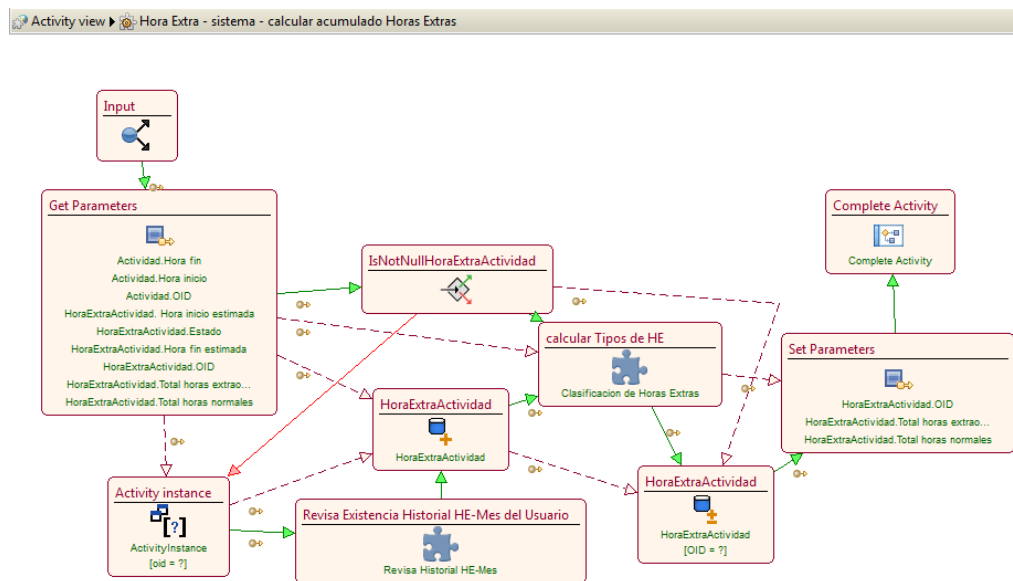 Activity view Hora Extra - sistema - calcular acumulado Horas Extras
Input
Get Parameters
Actividad.Hora fin
Actividad.Hora inicio
Actividad.OID
HoraExtraActividad. Hora inicio estimada
HoraExtraActividad.Estado
HoraExtraActividad.Hora fin estimada
HoraExtraActividad.OID
HoraExtraActividad.Total horas extrao...
HoraExtraActividad.Total horas normales
IsNotNullHoraExtraActividad
calcular Tipos de HE
Clasificacion de Horas Extras
Complete Activity
Complete Activity
Set Parameters
HoraExtraActividad.OID
HoraExtraActividad.Total horas extrao...
HoraExtraActividad.Total horas normales
HoraExtraActividad
HoraExtraActividad
Activity instance
[?]
ActivityInstance
[oid = ?]
Revisa Existencia Historial HE-Mes del Usuario
Revisa Historial HE-Mes
HoraExtraActividad
HoraExtraActividad
[OID = ?]